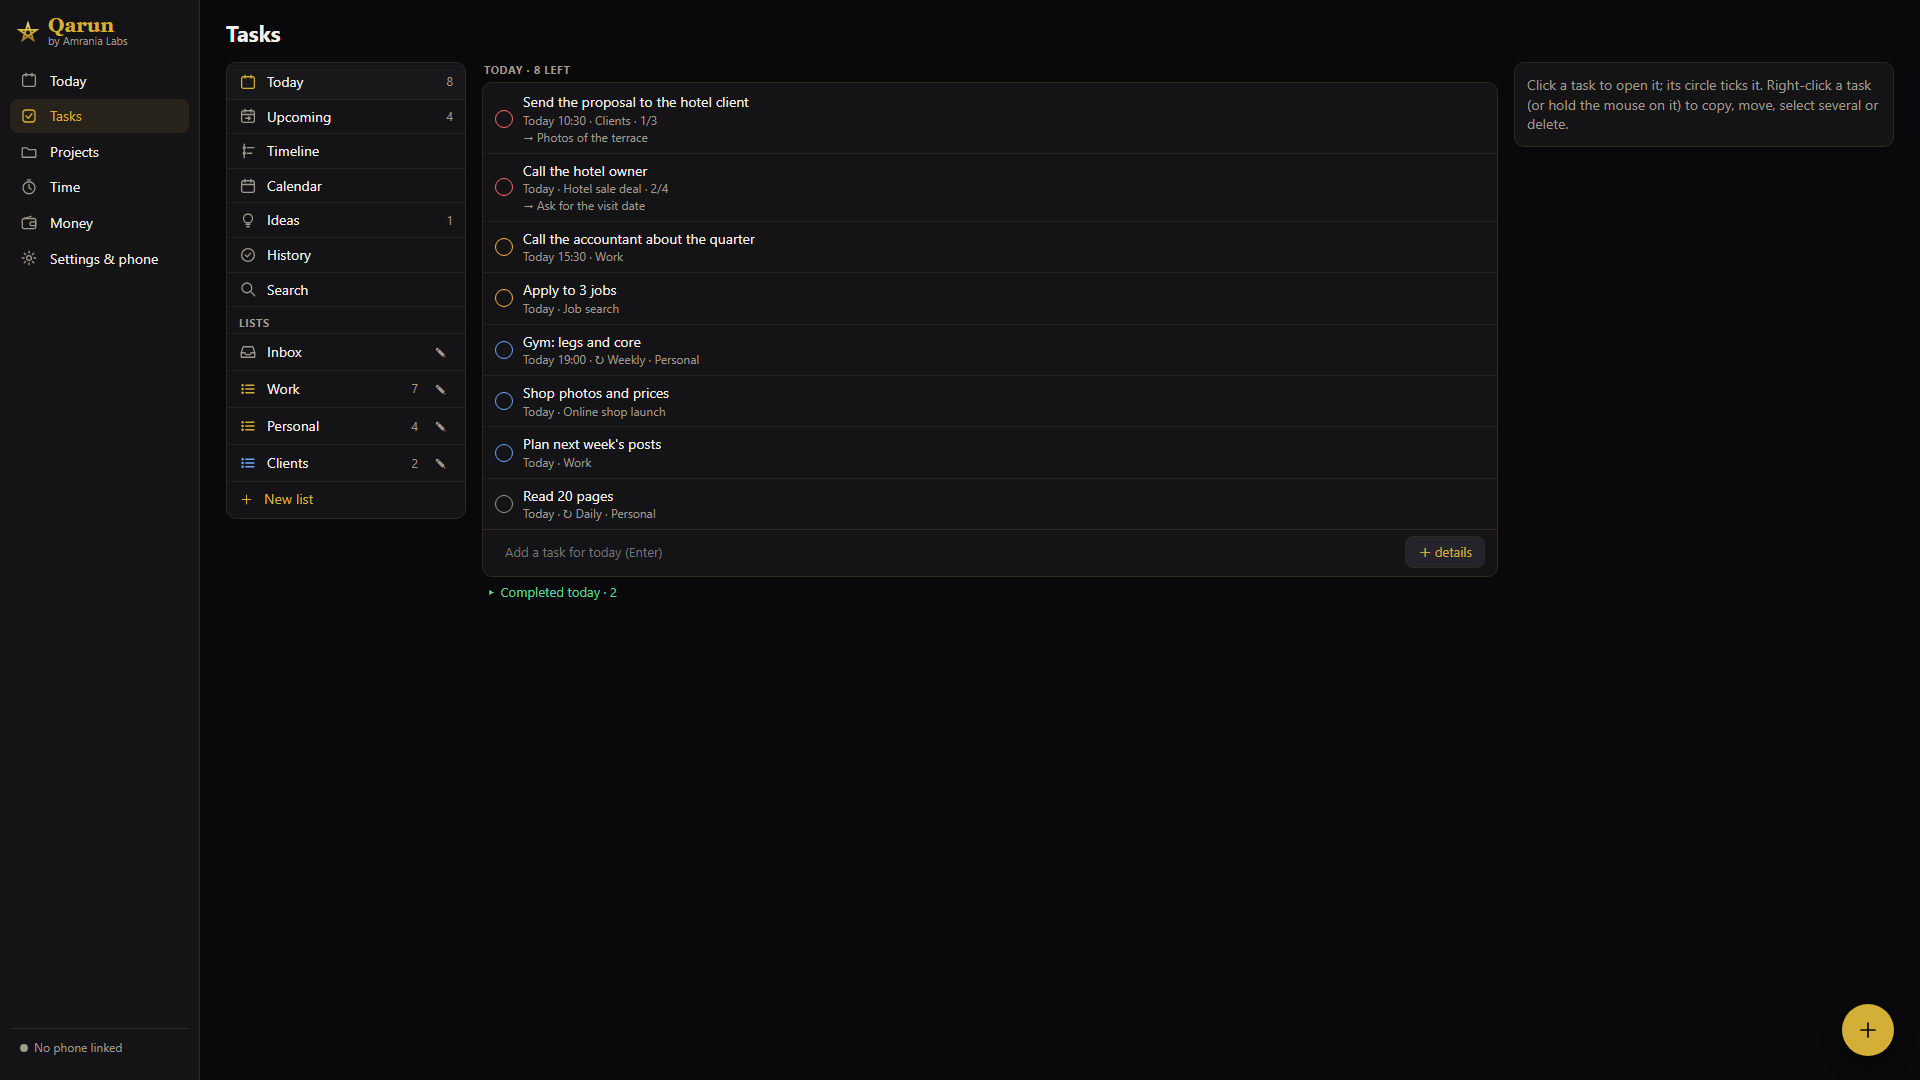 Qarun
by Amrania Labs
Today
Tasks
Projects
Time
Money
Settings & phone
No phone linked
Tasks
Today 8
Upcoming 4
Timeline
Calendar
Ideas 1
History
Search
LISTS
Inbox
Work 7
Personal 4
Clients 2
+ New list
TODAY · 8 LEFT
Send the proposal to the hotel client
Today 10:30 · Clients · 1/3
→ Photos of the terrace
Call the hotel owner
Today · Hotel sale deal · 2/4
→ Ask for the visit date
Call the accountant about the quarter
Today 15:30 · Work
Apply to 3 jobs
Today · Job search
Gym: legs and core
Today 19:00 · ↻ Weekly · Personal
Shop photos and prices
Today · Online shop launch
Plan next week's posts
Today · Work
Read 20 pages
Today · ↻ Daily · Personal
Add a task for today (Enter)
+ details
▸ Completed today · 2
Click a task to open it; its circle ticks it. Right-click a task
(or hold the mouse on it) to copy, move, select several or
delete.
+